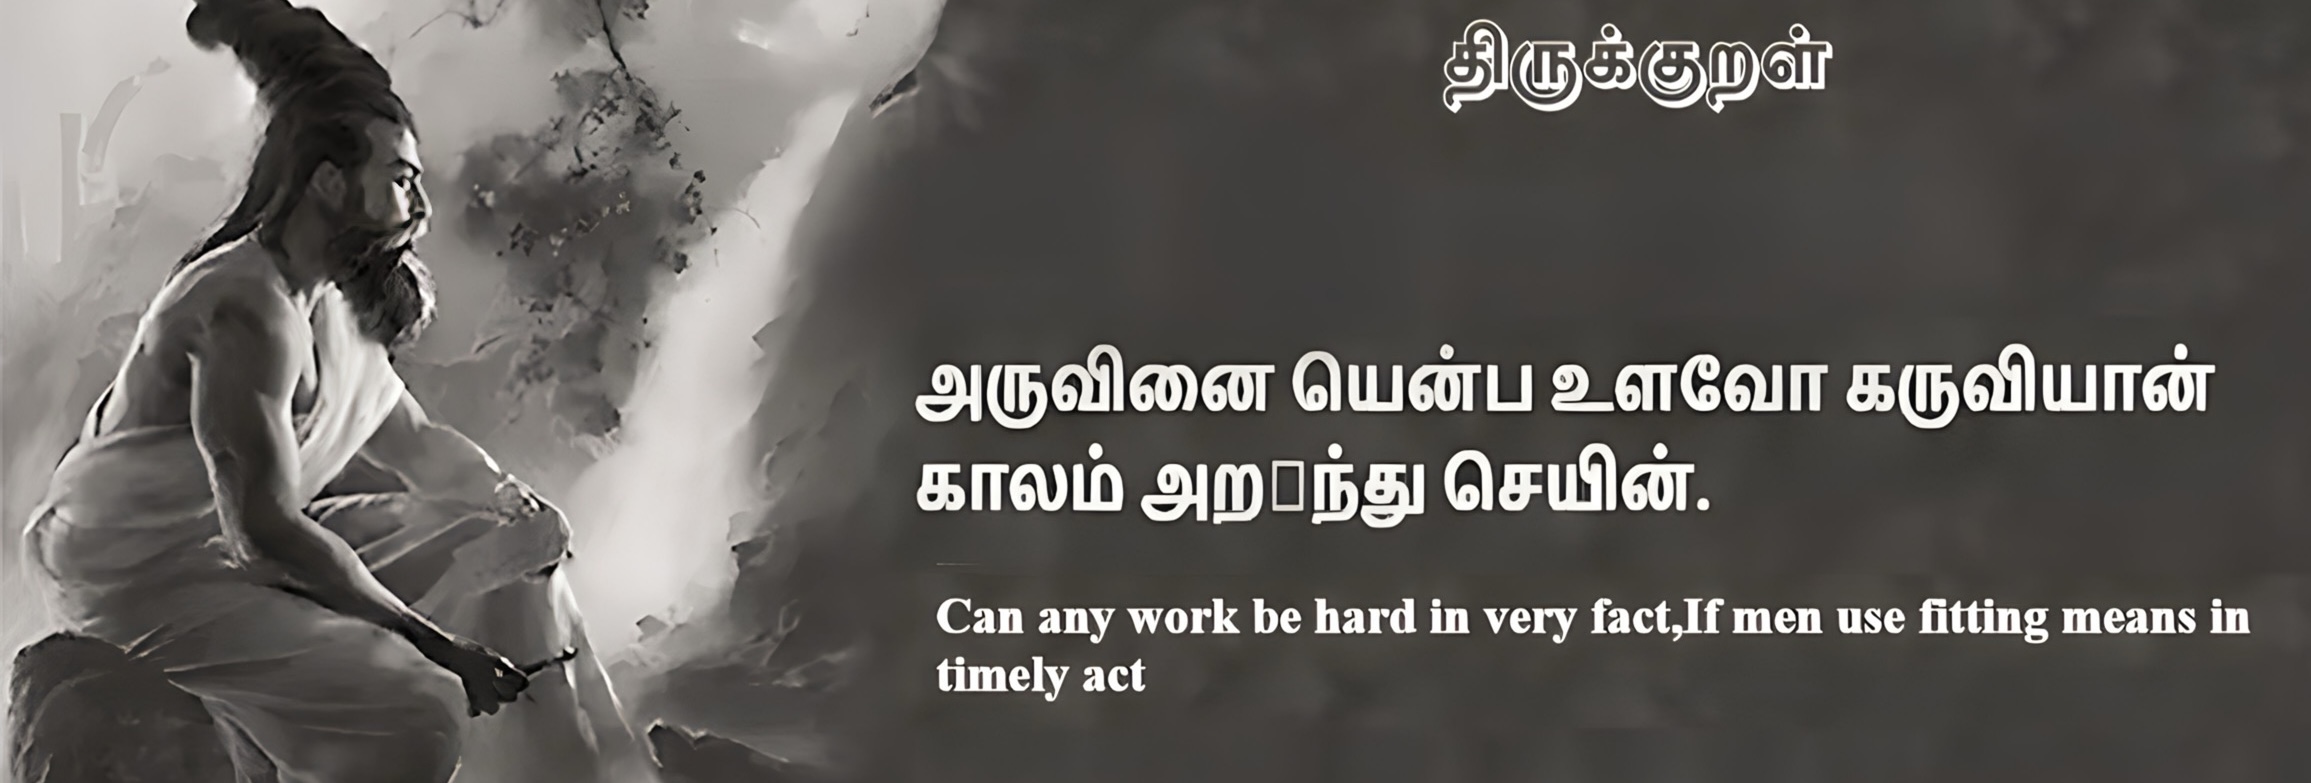 திருக்குறள்
அருவினை யென்ப உளவோ கருவியான்
காலம் அற▯ந்து செயின்.
Can any work be hard in very fact,If men use fitting means in
timely act